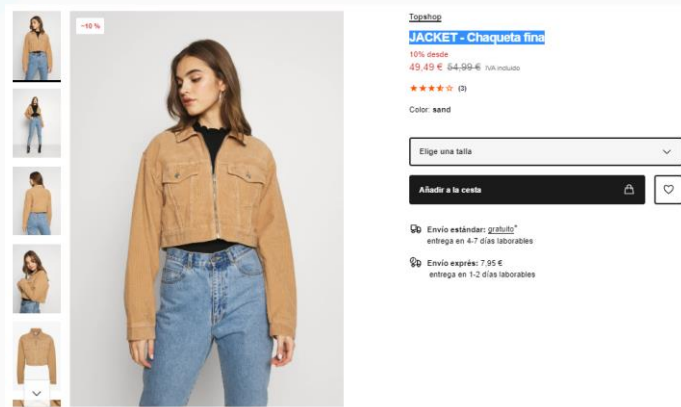 −10 %
Topshop
JACKET - Chaqueta fina
10% desde
49,49 € 54,99 € IVA incluido
(3)
Color: sand
Elige una talla
Añadir a la cesta
Envío estándar: gratuito*
entrega en 4-7 días laborables
Envío exprés: 7,95 €
entrega en 1-2 días laborables